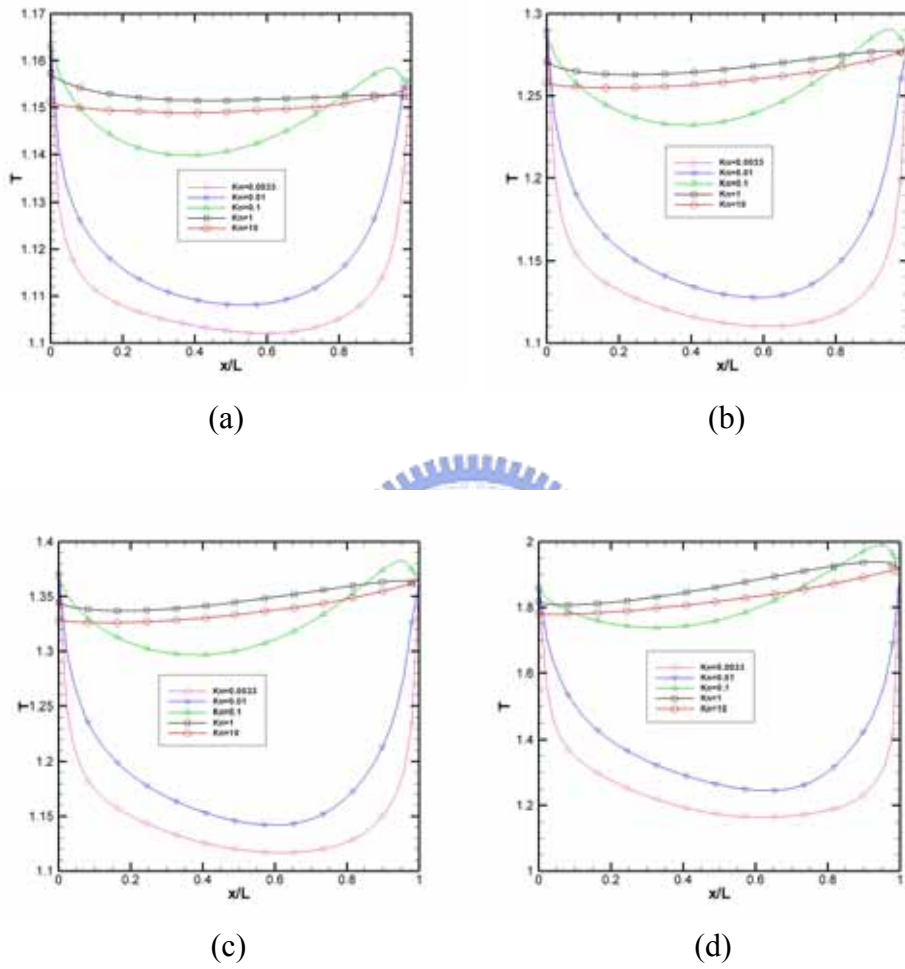 1.17
1.16
1.15
1.14
1.13
1.12
1.11
1.1
T
0 0.2 0.4 0.6 0.8 1
x/L
Kn=0.0033
Kn=0.01
Kn=0.1
Kn=1
Kn=10
(a)
1.3
1.25
1.2
1.15
1.1
T
0 0.2 0.4 0.6 0.8
x/L
Kn=0.0033
Kn=0.01
Kn=0.1
Kn=1
Kn=10
(b)
1.4
1.35
1.3
1.25
1.2
1.15
1.1
T
0 0.2 0.4 0.6 0.8 1
x/L
Kn=0.0033
Kn=0.01
Kn=0.1
Kn=1
Kn=10
(c)
2
1.8
1.6
1.4
1.2
1
T
0 0.2 0.4 0.6 0.8 1
x/L
Kn=0.0033
Kn=0.01
Kn=0.1
Kn=1
Kn=10
(d)